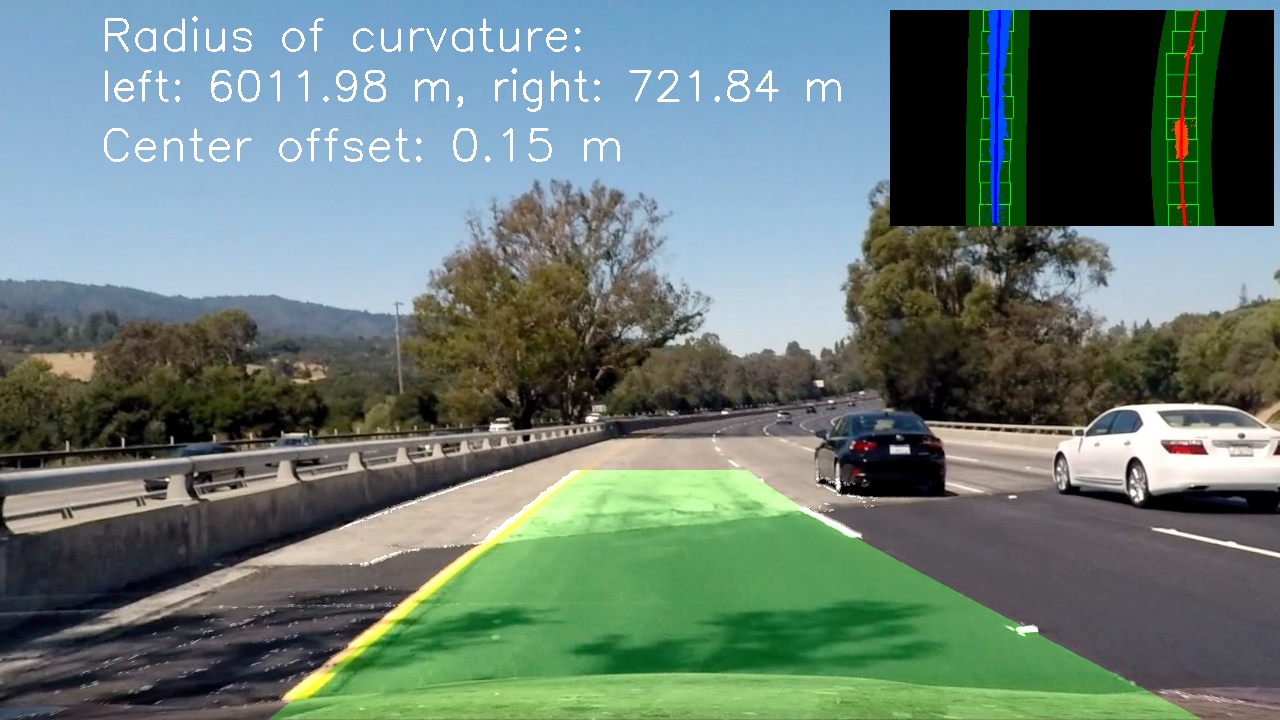 Radius of curvature:
left: 6011.98 m, right: 721.84 m
Center offset: 0.15 m